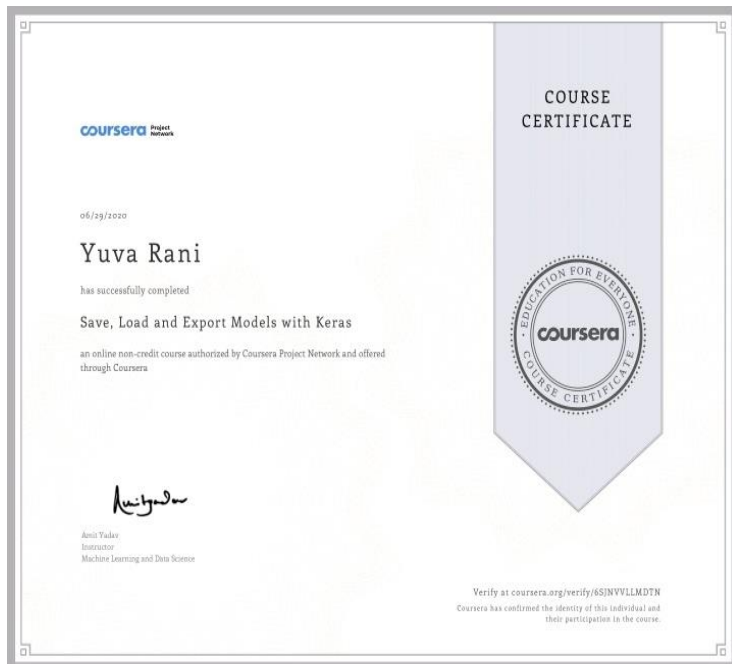 COURSE
CERTIFICATE
coursera Project
Network
06/29/2020
Yuva Rani
has successfully completed
Save, Load and Export Models with Keras
an online non-credit course authorized by Coursera Project Network and offered
through Coursera
EDUCATION FOR EVERYONE
coursera
COURSE CERTIFICATE
Amit Yadav
Instructor
Machine Learning and Data Science
Verify at coursera.org/verify/6SJNVVLLMDTN
Coursera has confirmed the identity of this individual and
their participation in the course.